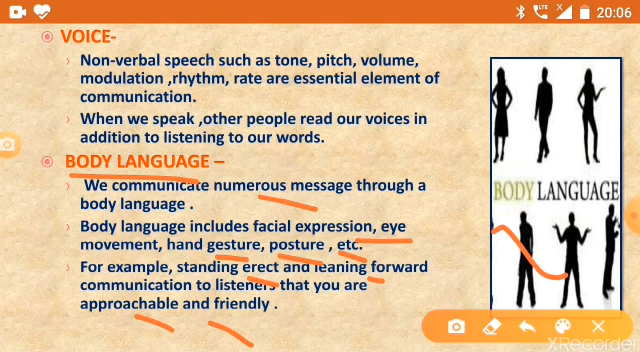 20:06
VOICE-
Non-verbal speech such as tone, pitch, volume,
modulation ,rhythm, rate are essential element of
communication.
When we speak ,other people read our voices in
addition to listening to our words.
BODY LANGUAGE –
We communicate numerous message through a
body language .
Body language includes facial expression, eye
movement, hand gesture, posture , etc.
For example, standing erect and leaning forward
communication to listeners that you are
approachable and friendly .
BODY LANGUAGE
XRecorder